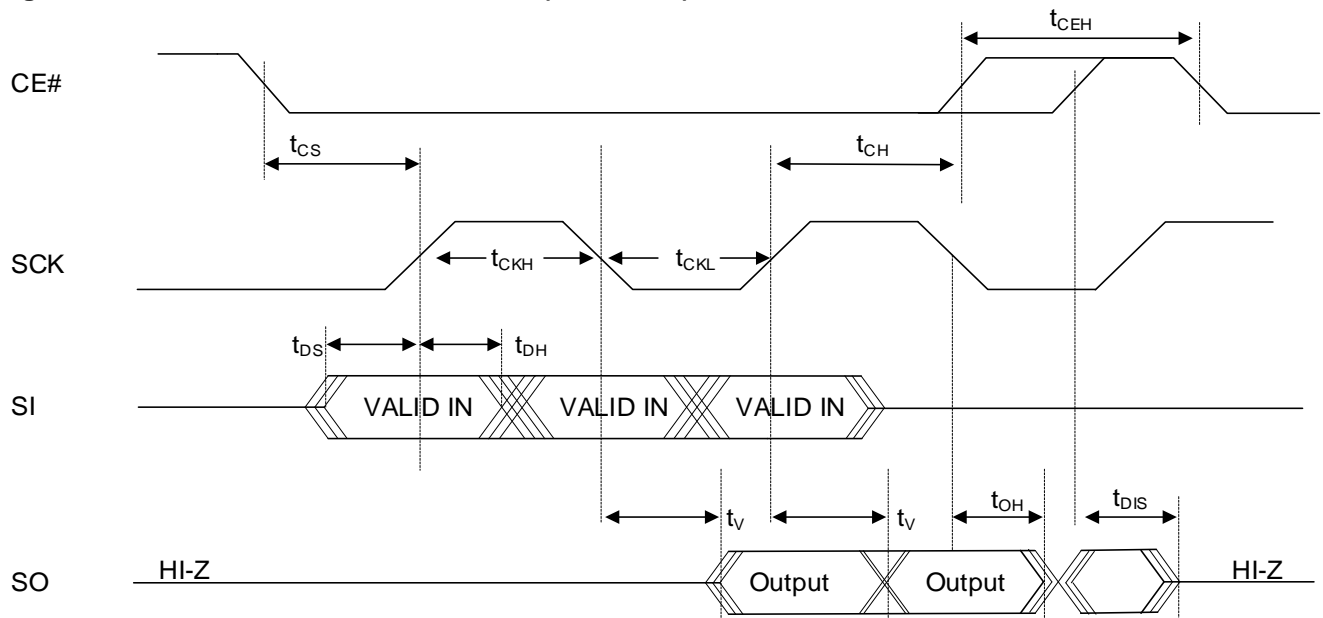 tCEH
CE#
tCS
tCH
SCK
tCKH
tCKL
tDS
tDH
SI
VALID IN
VALID IN
VALID IN
tV
tV
tOH
tDIS
SO
HI-Z
Output
Output
HI-Z